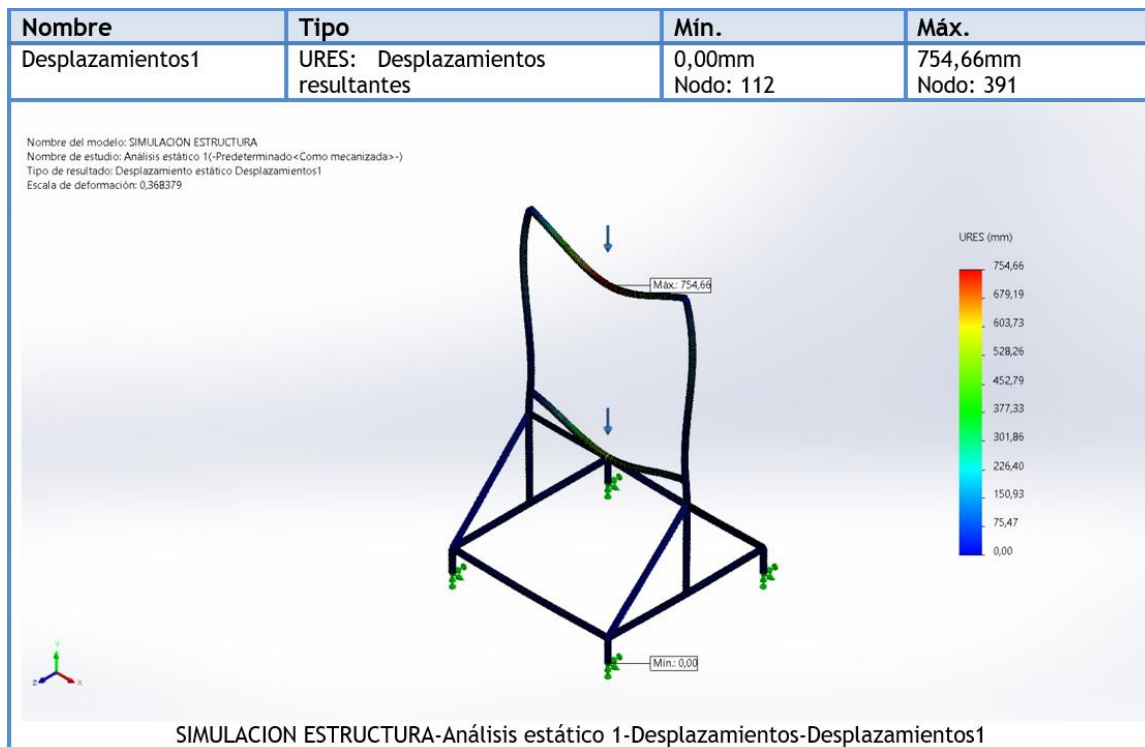 Nombre Tipo Mín. Máx.
Desplazamientos1 URES: Desplazamientos 0,00mm 754,66mm
resultantes Nodo: 112 Nodo: 391
Nombre del modelo: SIMULACION ESTRUCTURA
Nombre de estudio: Análisis estático 1(-Predeterminado<Como mecanizada>-)
Tipo de resultado: Desplazamiento estático Desplazamientos1
Escala de deformación: 0,368379
URES (mm)
754,66
679,19
603,73
528,26
452,79
377,33
301,86
226,40
150,93
75,47
0,00
Máx.: 754,66
Mín.: 0,00
Y
Z
X
SIMULACION ESTRUCTURA-Análisis estático 1-Desplazamientos-Desplazamientos1